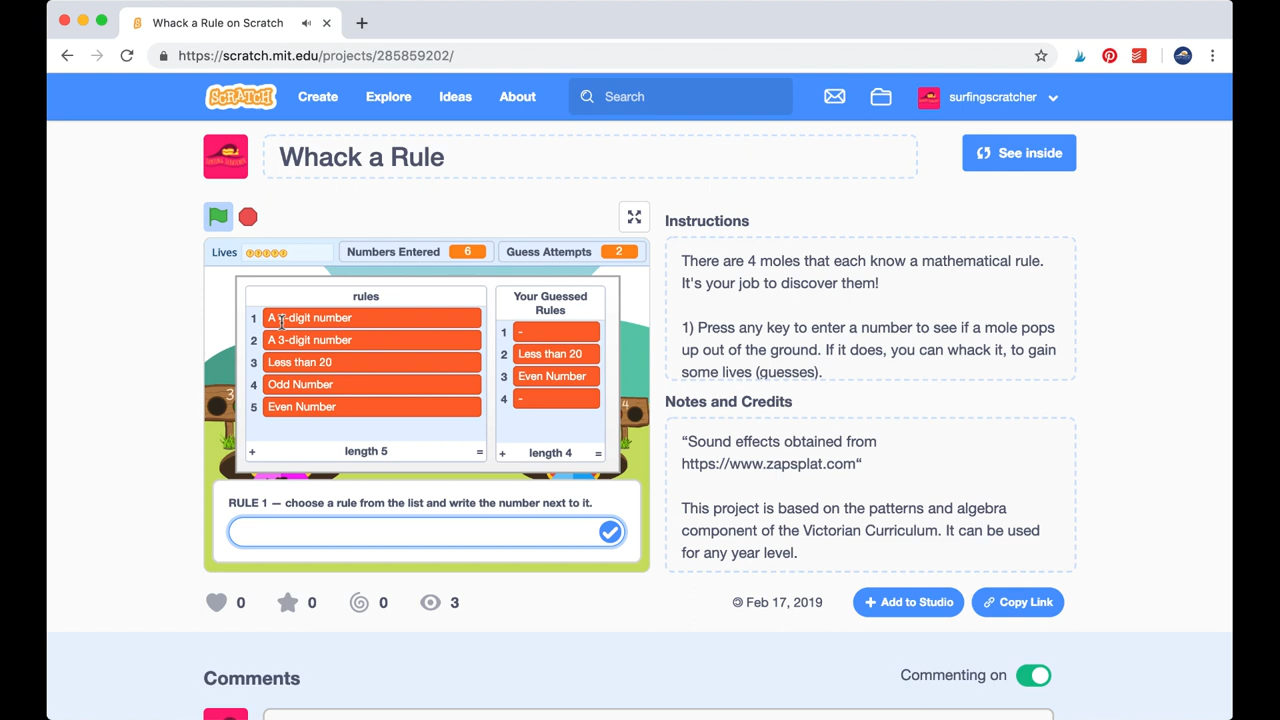 Whack a Rule on Scratch
https://scratch.mit.edu/projects/285859202/
SCRATCH
Create
Explore
Ideas
About
Search
surfingscratcher
Whack a Rule
See inside
Lives
Numbers Entered 6
Guess Attempts 2
rules
1 A -digit number
2 A 3-digit number
3 Less than 20
4 Odd Number
5 Even Number
+ length 5 =
Your Guessed
Rules
1 -
2 Less than 20
3 Even Number
4 -
+ length 4 =
3
4
RULE 1 — choose a rule from the list and write the number next to it.
Instructions
There are 4 moles that each know a mathematical rule.
It's your job to discover them!
1) Press any key to enter a number to see if a mole pops
up out of the ground. If it does, you can whack it, to gain
some lives (quesses).
Notes and Credits
“Sound effects obtained from
https://www.zapsplat.com“
This project is based on the patterns and algebra
component of the Victorian Curriculum. It can be used
for any year level.
0
0
0
3
© Feb 17, 2019
+ Add to Studio
Copy Link
Comments
Commenting on